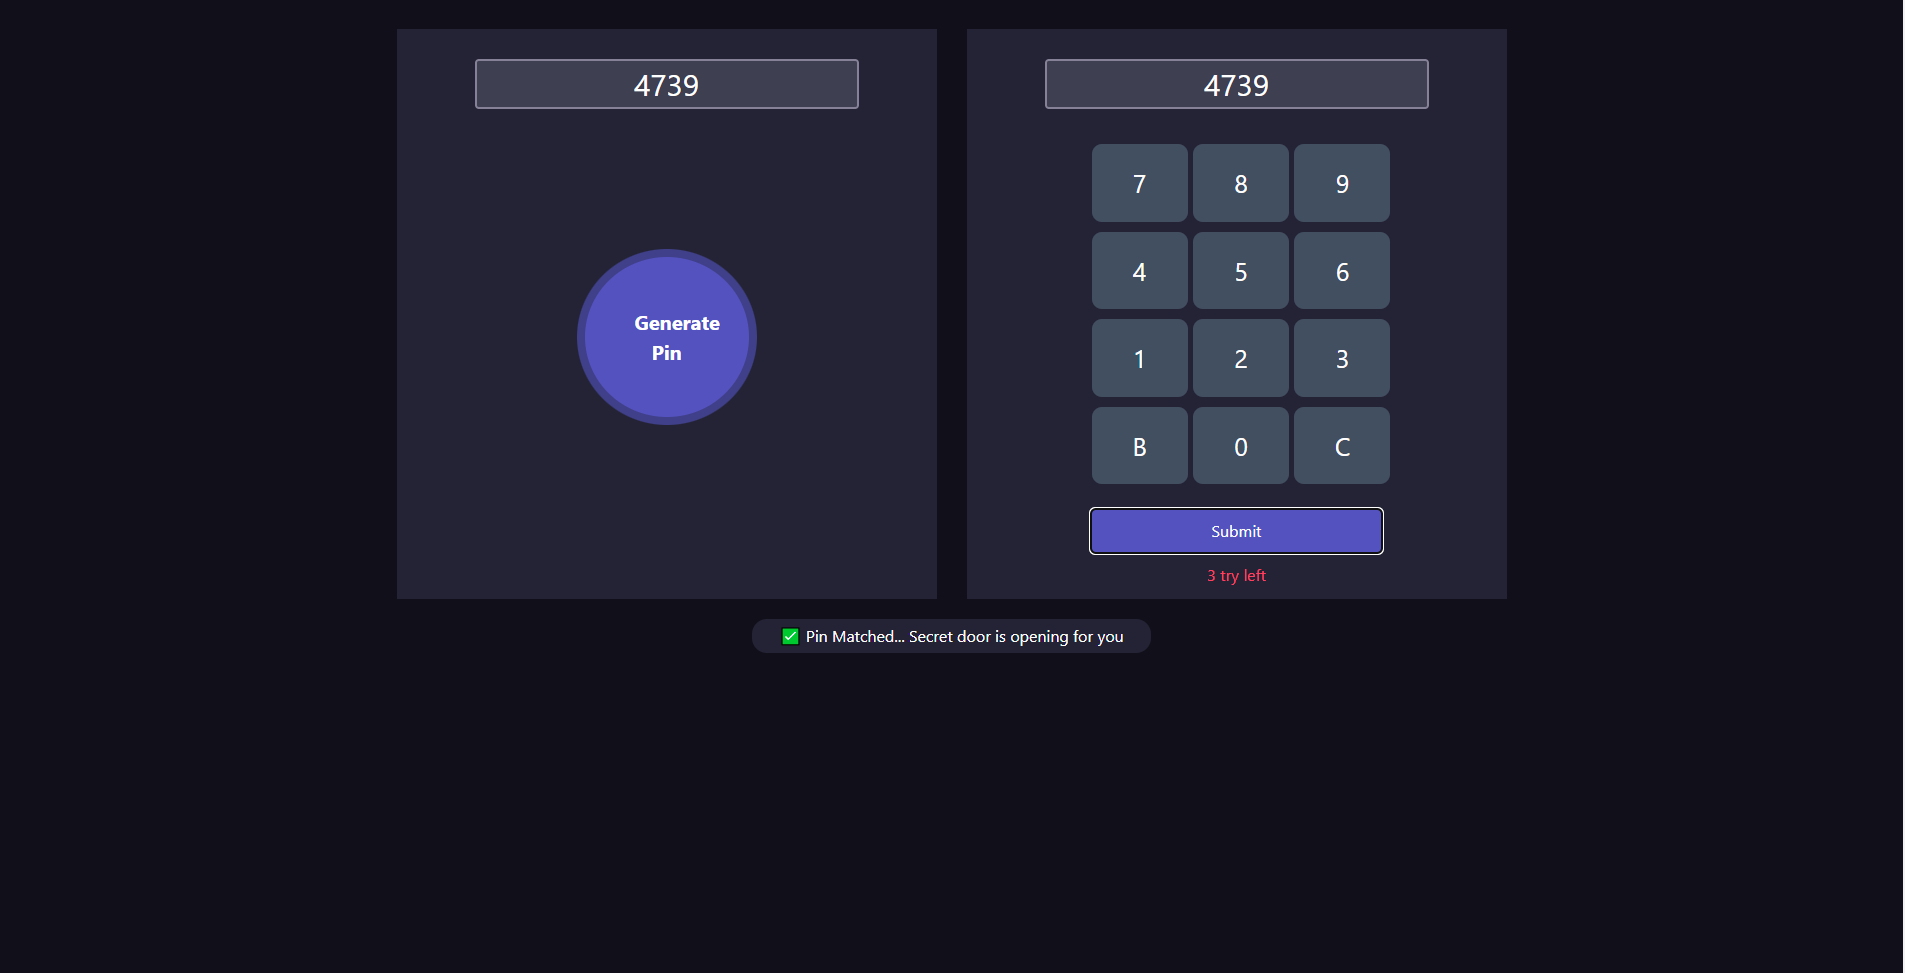 4739
Generate
Pin
4739
7 8 9
4 5 6
1 2 3
B 0 C
Submit
3 try left
✅ Pin Matched... Secret door is opening for you